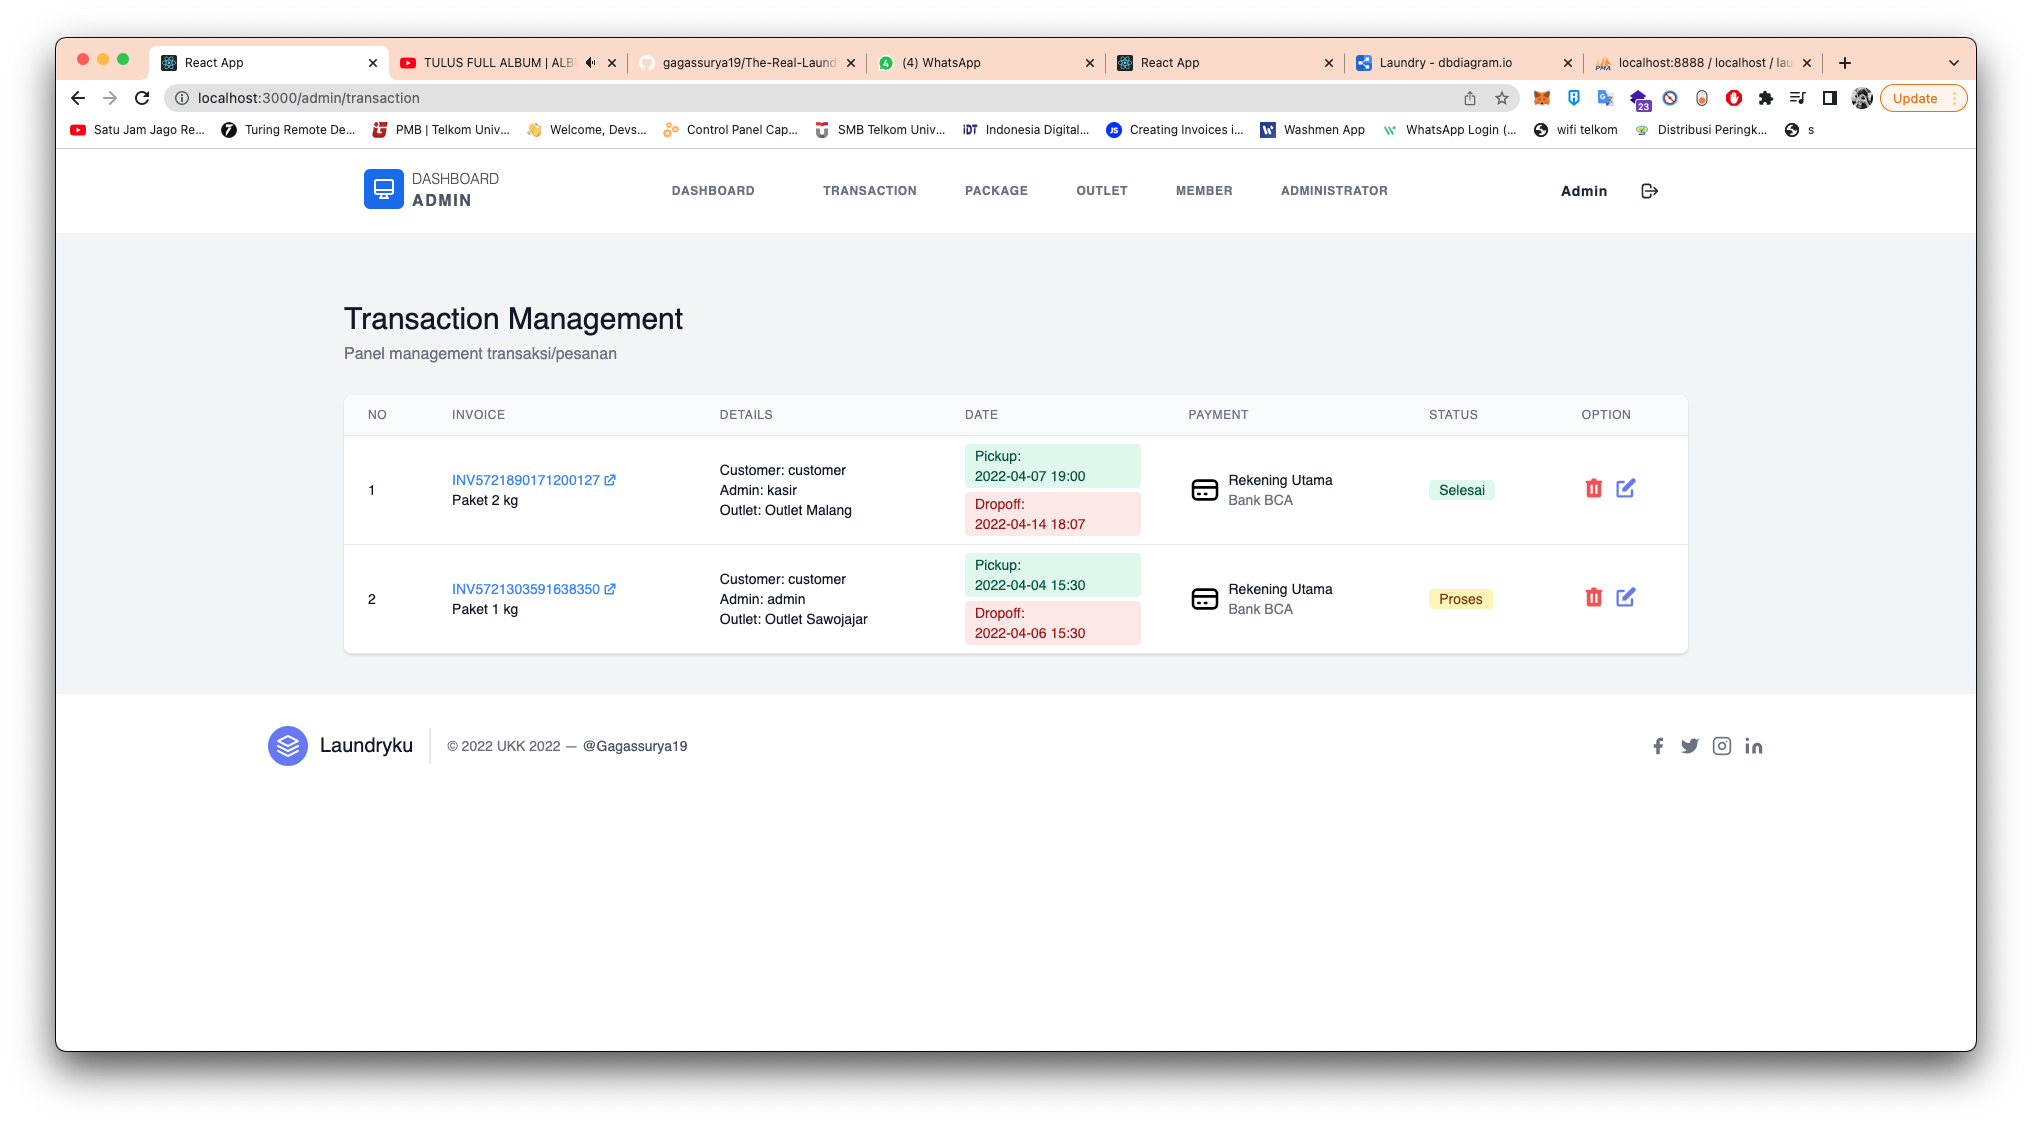 React App
TULUS FULL ALBUM | ALB
gagassurya19/The-Real-Laund
(4) WhatsApp
React App
Laundry - dbdiagram.io
localhost:8888 / localhost / lau
localhost:3000/admin/transaction
23
Update
Satu Jam Jago Re...
Turing Remote De...
PMB | Telkom Univ...
Welcome, Devs...
Control Panel Cap...
SMB Telkom Univ...
Indonesia Digital...
Creating Invoices i...
Washmen App
WhatsApp Login (...
wifi telkom
Distribusi Peringk...
s
DASHBOARD
ADMIN
DASHBOARD
TRANSACTION
PACKAGE
OUTLET
MEMBER
ADMINISTRATOR
Admin
Transaction Management
Panel management transaksi/pesanan
NO
INVOICE
DETAILS
DATE
PAYMENT
STATUS
OPTION
1
INV5721890171200127
Paket 2 kg
Customer: customer
Admin: kasir
Outlet: Outlet Malang
Pickup:
2022-04-07 19:00
Dropoff:
2022-04-14 18:07
Rekening Utama
Bank BCA
Selesai
2
INV5721303591638350
Paket 1 kg
Customer: customer
Admin: admin
Outlet: Outlet Sawojajar
Pickup:
2022-04-04 15:30
Dropoff:
2022-04-06 15:30
Rekening Utama
Bank BCA
Proses
Laundryku
© 2022 UKK 2022 — @Gagassurya19